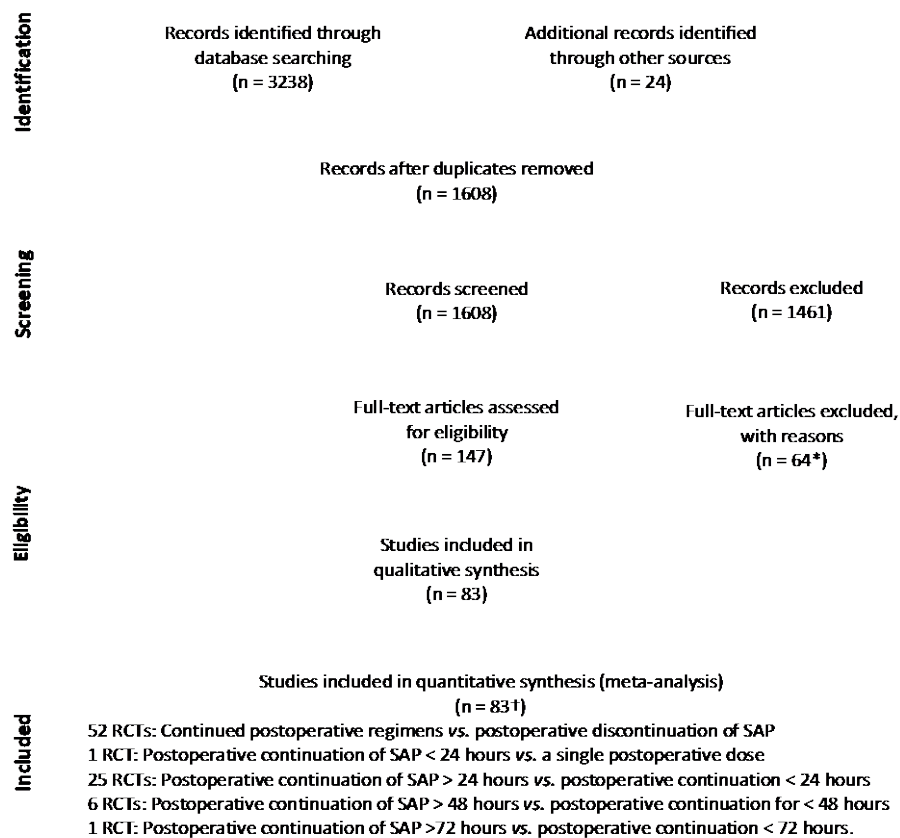 Identification
Records identified through
database searching
(n = 3238)
Additional records identified
through other sources
(n = 24)
Records after duplicates removed
(n = 1608)
Screening
Records screened
(n = 1608)
Records excluded
(n = 1461)
Eligibility
Full-text articles assessed
for eligibility
(n = 147)
Full-text articles excluded,
with reasons
(n = 64*)
Studies included in
qualitative synthesis
(n = 83)
Included
Studies included in quantitative synthesis (meta-analysis)
(n = 83†)
52 RCTs: Continued postoperative regimens vs. postoperative discontinuation of SAP
1 RCT: Postoperative continuation of SAP < 24 hours vs. a single postoperative dose
25 RCTs: Postoperative continuation of SAP > 24 hours vs. postoperative continuation < 24 hours
6 RCTs: Postoperative continuation of SAP > 48 hours vs. postoperative continuation for < 48 hours
1 RCT: Postoperative continuation of SAP >72 hours vs. postoperative continuation < 72 hours.